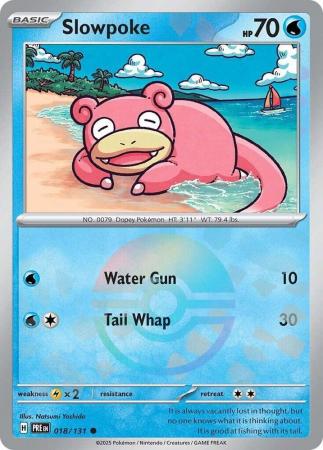 BASIC Slowpoke HP 70
NO. 0079 Dopey Pokémon HT: 3'11" WT: 79.4 lbs.
Water Gun 10
Tail Whap 30
weakness ×2 resistance retreat
Illus. Natsumi Yoshida
H PRE EN 018/131
It is always vacantly lost in thought, but
no one knows what it is thinking about.
It is good at fishing with its tail.
©2025 Pokémon / Nintendo / Creatures / GAME FREAK